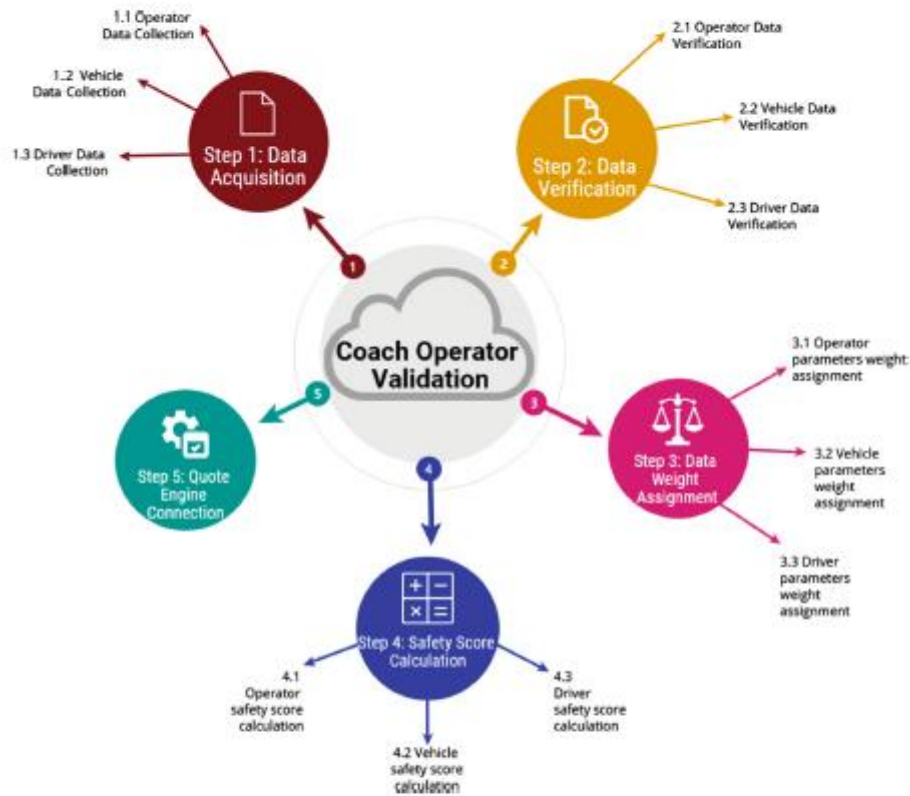 1.1 Operator
Data Collection
1..2 Vehicle
Data Collection
1.3 Driver Data
Clllection
Step 1: Data
Acquisition
2.1 Operator Data
Verification
2.2 Vehicle Data
Verification
2.3 Driver Data
Verification
Step 2: Data
Verification
1
2
Coach Operator
Validation
5
3
4
3.1 Operator
parameters weight
assignment
3.2 Vehicle
parameters
weight
assignment
3.3 Driver
parameters
weight
assignment
Step 3: Data
Weight
Assignment
Step 5: Quote
Engine
Connection
Step 4: Safety Score
Calculation
4.1
Operator
safety score
calculation
4.2 Vehicle
safety score
calculation
4.3
Driver
safety score
calculation